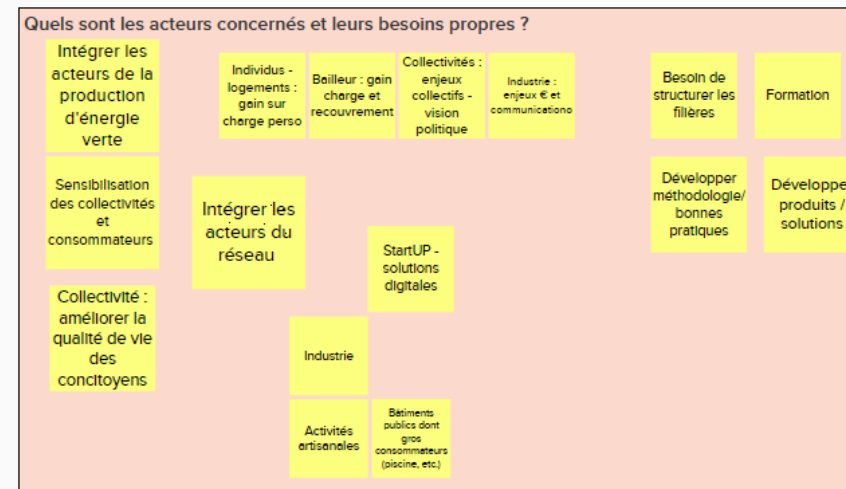 Quels sont les acteurs concernés et leurs besoins propres ?
Intégrer les
acteurs de la
production
d'énergie
verte
Individus -
logements :
gain sur
charge perso
Bailleur : gain
charge et
recouvrement
Collectivités :
enjeux
collectifs -
vision
politique
Industrie :
enjeux € et
communicationo
Besoin de
structurer les
filières
Formation
Sensibilisation
des collectivités
et
consommateurs
Intégrer les
acteurs du
réseau
StartUP -
solutions
digitales
Développer
méthodologie/
bonnes
pratiques
Développe
produits /
solutions
Collectivité :
améliorer la
qualité de vie
des
concitoyens
Industrie
Activités
artisanales
Bâtiments
publics dont
gros
consommateurs
(piscine, etc.)